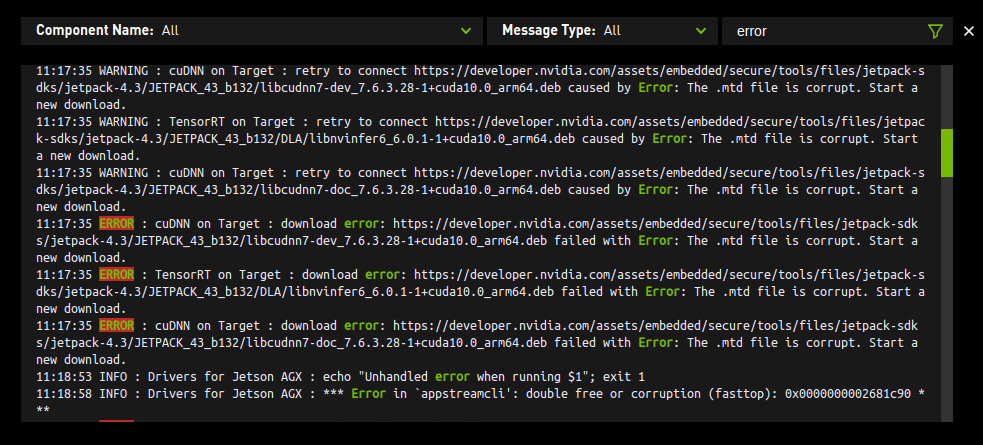 Component Name: All Message Type: All error ×
11:17:35 WARNING : cuDNN on Target : retry to connect https://developer.nvidia.com/assets/embedded/secure/tools/files/jetpack-s
dks/jetpack-4.3/JETPACK_43_b132/libcudnn7-dev_7.6.3.28-1+cuda10.0_arm64.deb caused by Error: The .mtd file is corrupt. Start a
new download.
11:17:35 WARNING : TensorRT on Target : retry to connect https://developer.nvidia.com/assets/embedded/secure/tools/files/jetpac
k-sdks/jetpack-4.3/JETPACK_43_b132/DLA/libnvinfer6_6.0.1-1+cuda10.0_arm64.deb caused by Error: The .mtd file is corrupt. Start
a new download.
11:17:35 WARNING : cuDNN on Target : retry to connect https://developer.nvidia.com/assets/embedded/secure/tools/files/jetpack-s
dks/jetpack-4.3/JETPACK_43_b132/libcudnn7-doc_7.6.3.28-1+cuda10.0_arm64.deb caused by Error: The .mtd file is corrupt. Start a
new download.
11:17:35 ERROR : cuDNN on Target : download error: https://developer.nvidia.com/assets/embedded/secure/tools/files/jetpack-sdk
s/jetpack-4.3/JETPACK_43_b132/libcudnn7-dev_7.6.3.28-1+cuda10.0_arm64.deb failed with Error: The .mtd file is corrupt. Start a
new download.
11:17:35 ERROR : TensorRT on Target : download error: https://developer.nvidia.com/assets/embedded/secure/tools/files/jetpack-s
dks/jetpack-4.3/JETPACK_43_b132/DLA/libnvinfer6_6.0.1-1+cuda10.0_arm64.deb failed with Error: The .mtd file is corrupt. Start a
new download.
11:17:35 ERROR : cuDNN on Target : download error: https://developer.nvidia.com/assets/embedded/secure/tools/files/jetpack-sdk
s/jetpack-4.3/JETPACK_43_b132/libcudnn7-doc_7.6.3.28-1+cuda10.0_arm64.deb failed with Error: The .mtd file is corrupt. Start a
new download.
11:18:53 INFO : Drivers for Jetson AGX : echo "Unhandled error when running $1"; exit 1
11:18:58 INFO : Drivers for Jetson AGX : *** Error in `appstreamcli': double free or corruption (fasttop): 0x0000000002681c90 *
**